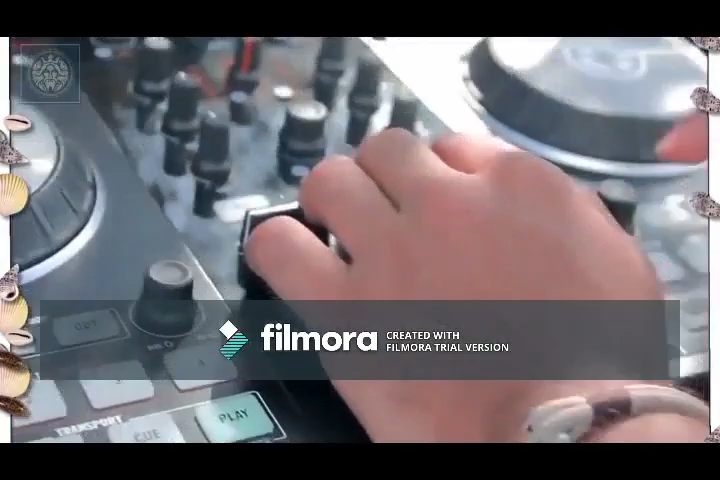 filmora
CREATED WITH
FILMORA TRIAL VERSION
PLAY
TRANSPORT
CUE